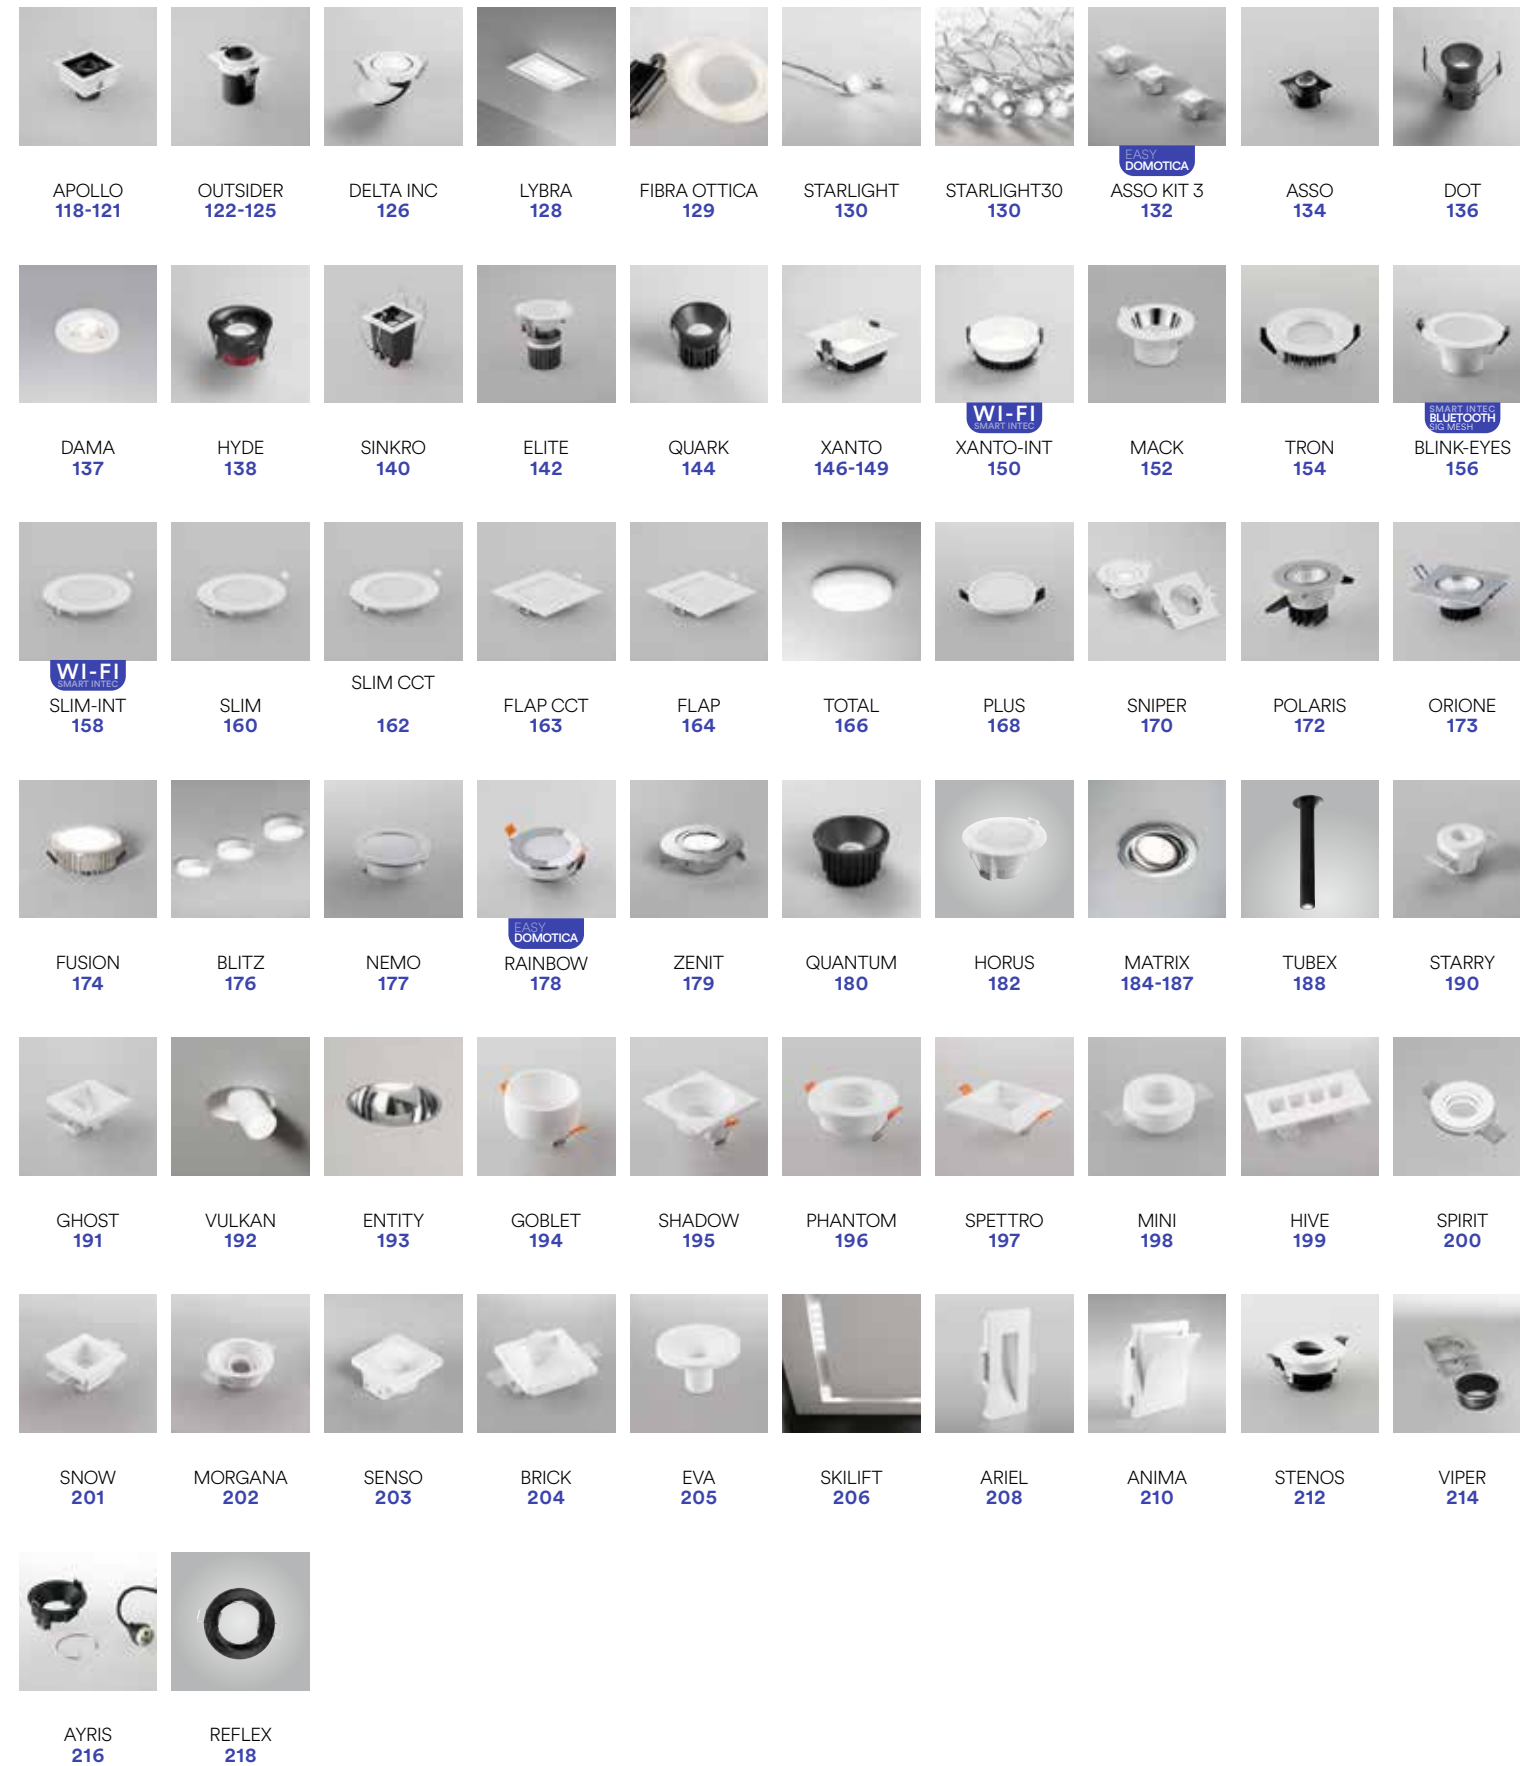 EASY
DOMOTICA
APOLLO
118-121
OUTSIDER
122-125
DELTA INC
126
LYBRA
128
FIBRA OTTICA
129
STARLIGHT
130
STARLIGHT30
130
ASSO KIT 3
132
ASSO
134
DOT
136
WI-FI
SMART INTEC
SMART INTEC
BLUETOOTH
SIG MESH
DAMA
137
HYDE
138
SINKRO
140
ELITE
142
QUARK
144
XANTO
146-149
XANTO-INT
150
MACK
152
TRON
154
BLINK-EYES
156
WI-FI
SMART INTEC
SLIM-INT
158
SLIM
160
SLIM CCT
162
FLAP CCT
163
FLAP
164
TOTAL
166
PLUS
168
SNIPER
170
POLARIS
172
ORIONE
173
EASY
DOMOTICA
FUSION
174
BLITZ
176
NEMO
177
RAINBOW
178
ZENIT
179
QUANTUM
180
HORUS
182
MATRIX
184-187
TUBEX
188
STARRY
190
GHOST
191
VULKAN
192
ENTITY
193
GOBLET
194
SHADOW
195
PHANTOM
196
SPETTRO
197
MINI
198
HIVE
199
SPIRIT
200
SNOW
201
MORGANA
202
SENSO
203
BRICK
204
EVA
205
SKILIFT
206
ARIEL
208
ANIMA
210
STENOS
212
VIPER
214
AYRIS
216
REFLEX
218